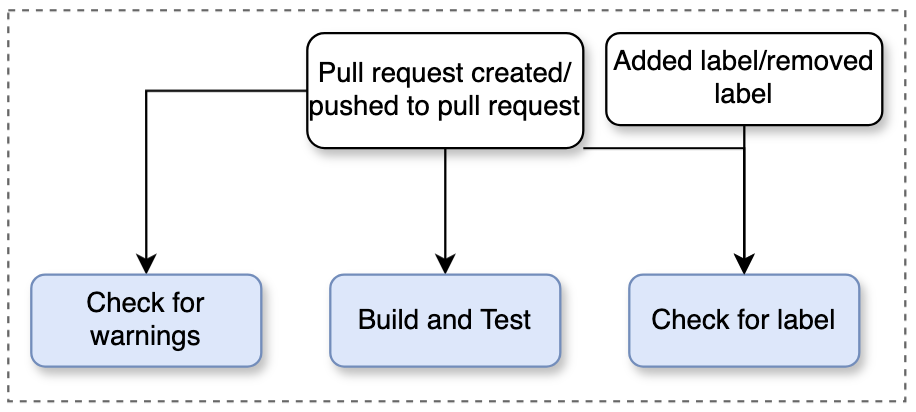 Pull request created/
pushed to pull request
Added label/removed
label
Check for
warnings
Build and Test
Check for label